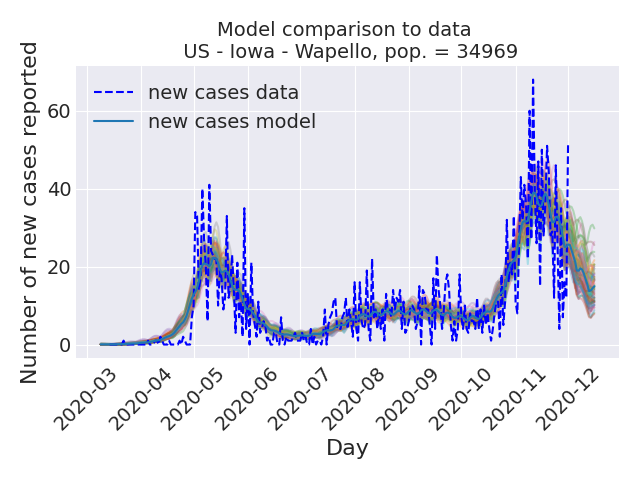 Model comparison to data
US - Iowa - Wapello, pop. = 34969
Number of new cases reported
60
40
20
0
new cases data
new cases model
2020-03
2020-04
2020-05
2020-06
2020-07
2020-08
2020-09
2020-10
2020-11
2020-12
Day